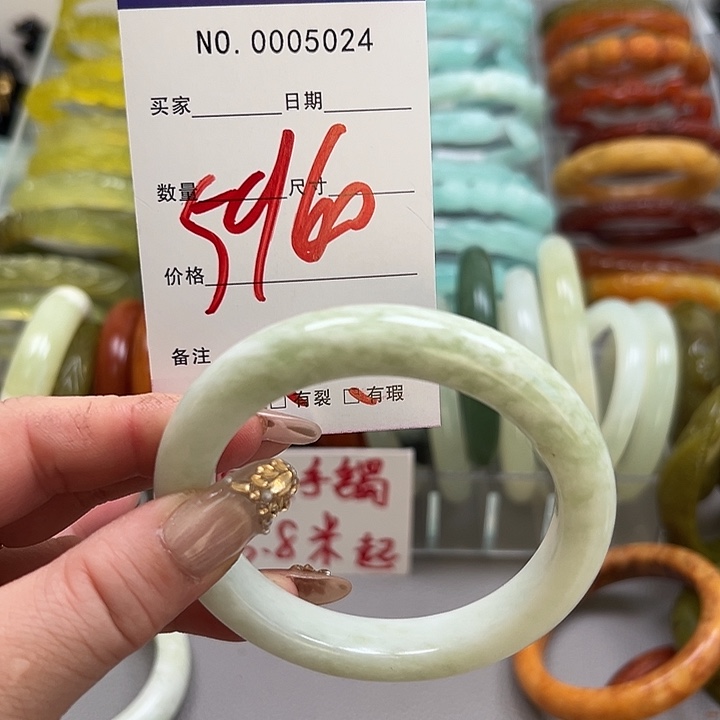 NO. 0005024
买家 日期
数量 尺寸
5960
价格
备注
有裂 有瑕
手镯
8米起